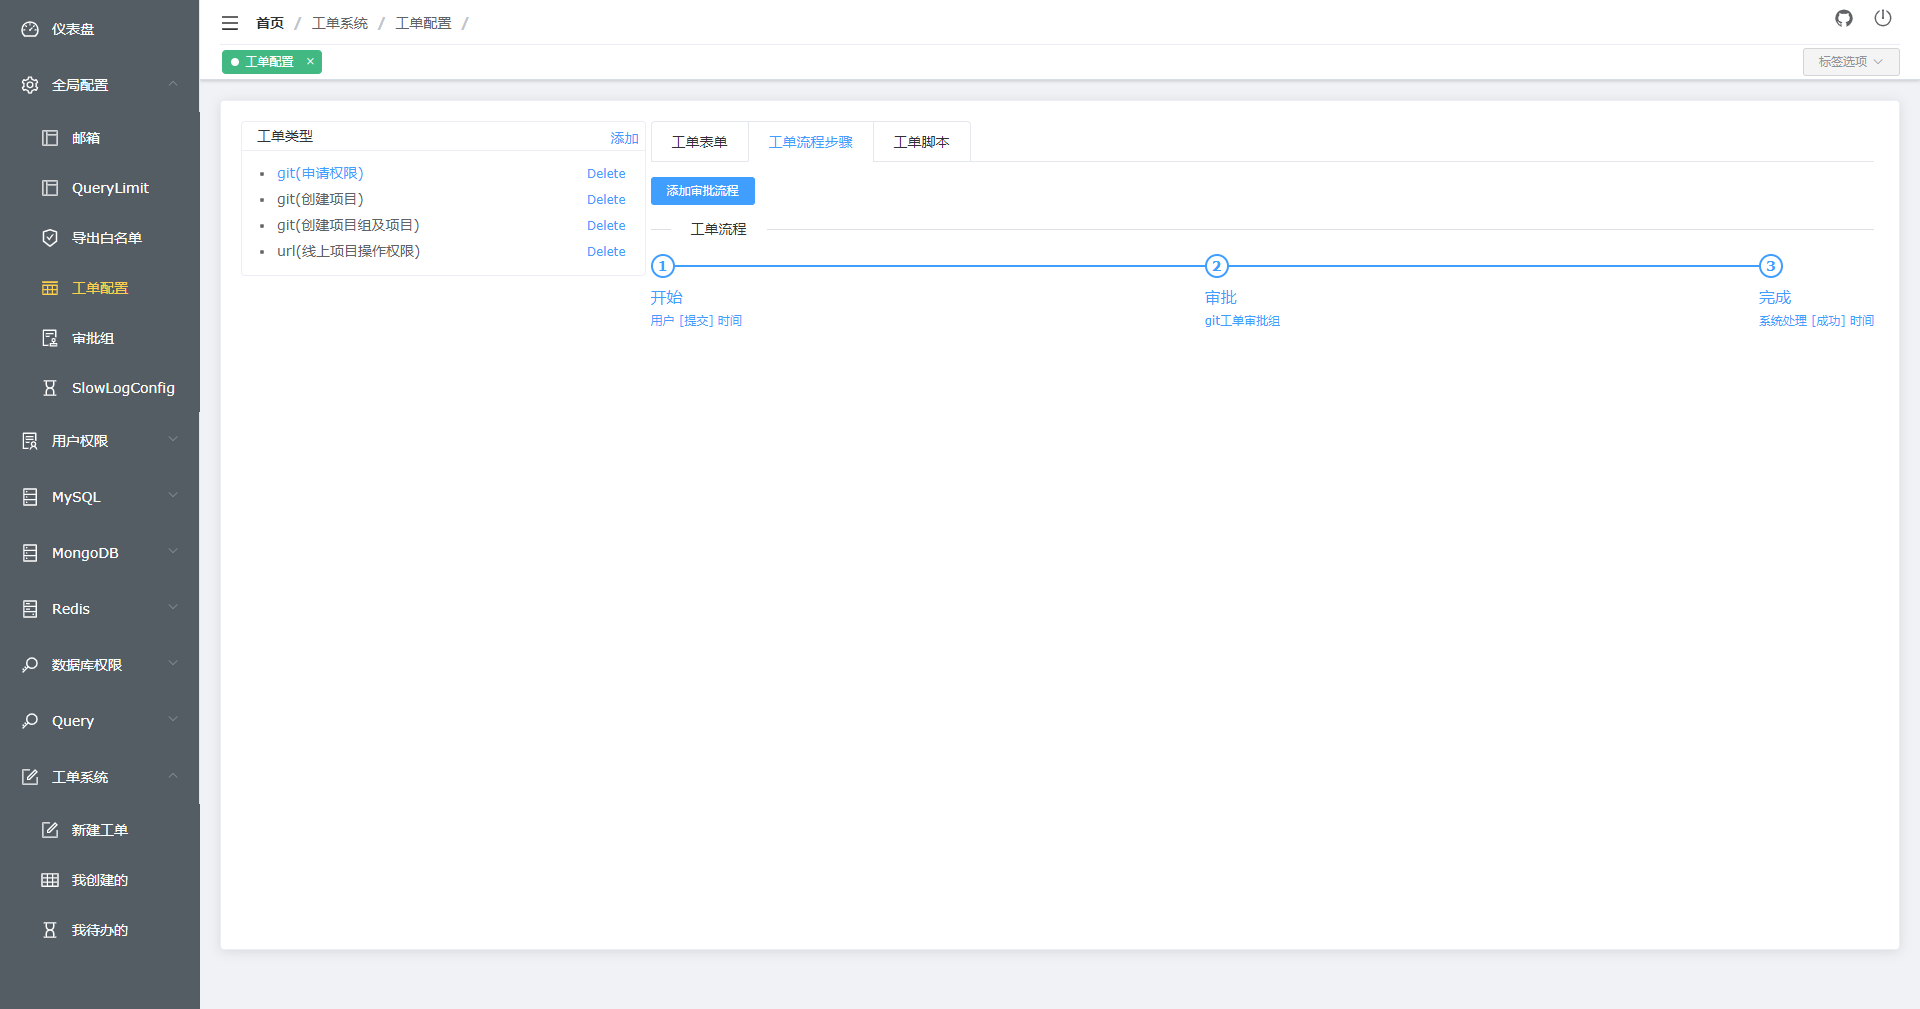 仪表盘
全局配置
邮箱
QueryLimit
导出白名单
工单配置
审批组
SlowLogConfig
用户权限
MySQL
MongoDB
Redis
数据库权限
Query
工单系统
新建工单
我创建的
我待办的
首页 / 工单系统 / 工单配置 /
工单配置 ×
标签选项
工单类型 添加
git(申请权限) Delete
git(创建项目) Delete
git(创建项目组及项目) Delete
url(线上项目操作权限) Delete
工单表单 工单流程步骤 工单脚本
添加审批流程
工单流程
1 2 3
开始 审批 完成
用户 [提交] 时间 git工单审批组 系统处理 [成功] 时间